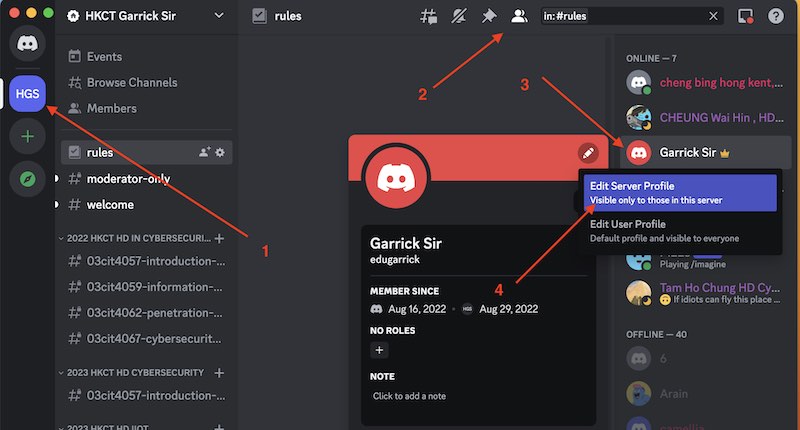 HKCT Garrick Sir
rules
in: #rules
HGS
Events
Browse Channels
Members
rules
moderator-only
welcome
2022 HKCT HD IN CYBERSECURI...
03cit4057-introduction-...
03cit4059-information-...
03cit4062-penetration-...
03cit4067-cybersecurit...
2023 HKCT HD CYBERSECURITY
03cit4057-introduction-...
2023 HKCT HD IIOT
1
2
3
4
Garrick Sir
edugarrick
MEMBER SINCE
Aug 16, 2022
HGS
Aug 29, 2022
NO ROLES
+
NOTE
Click to add a note
ONLINE — 7
cheng bing hong kent,...
CHEUNG Wai Hin , HD...
Garrick Sir
Edit Server Profile
Visible only to those in this server
Edit User Profile
Default profile and visible to everyone
Playing /imagine
Tam Ho Chung HD Cy...
🙃 If idiots can fly this place ...
OFFLINE — 40
6
Arain
camellia